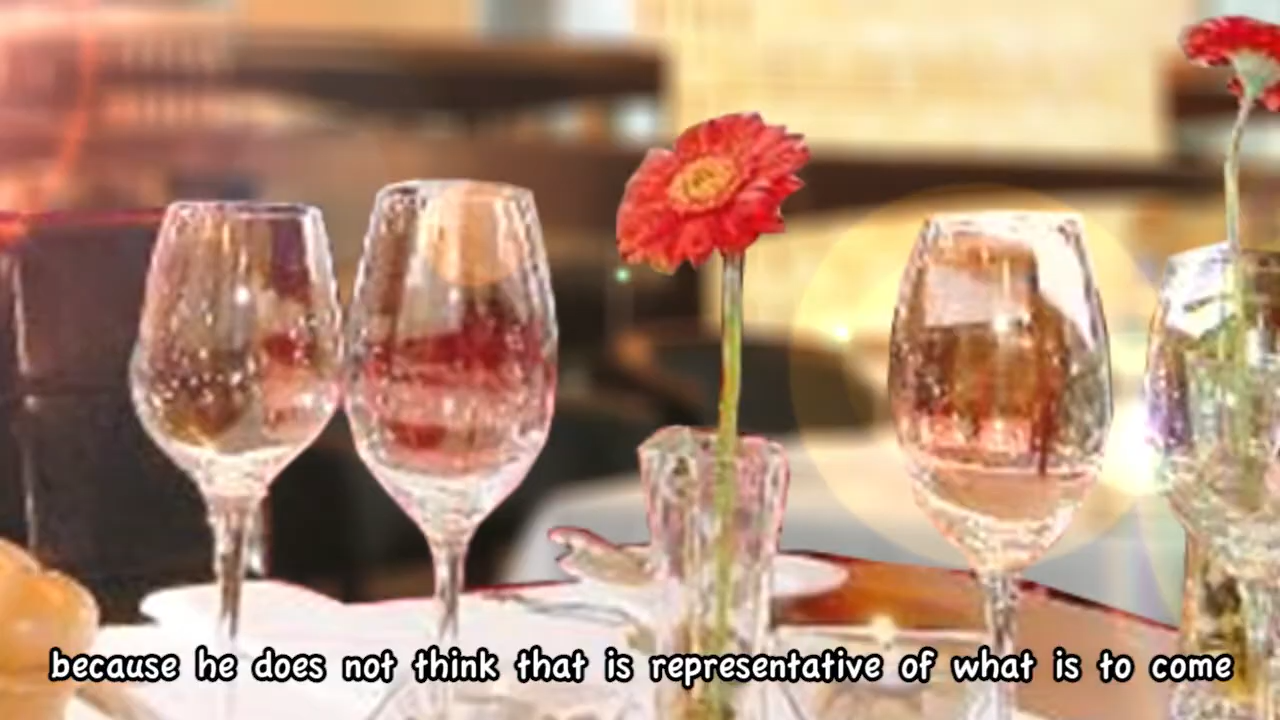 because he does not think that is representative of what is to come